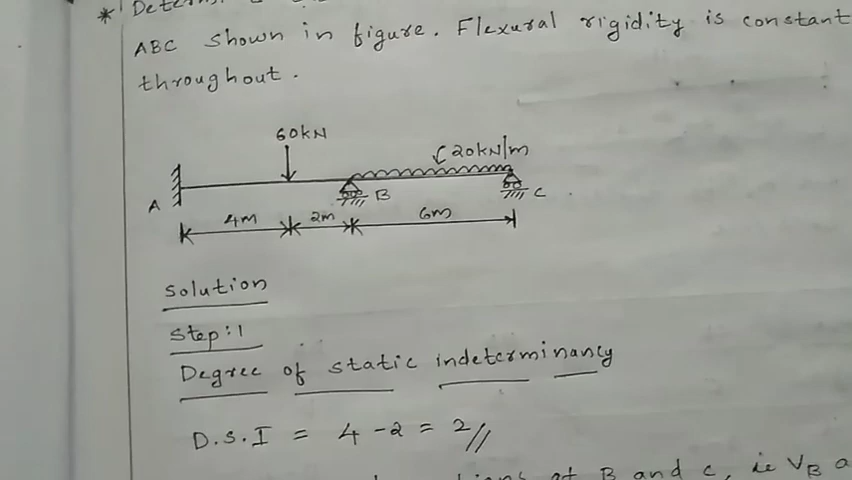 * Determ
ABC shown in figure. Flexural rigidity is constant
throughout.
60kN
20kN/m
A
B
C
4m
2m
6m
Solution
Step:1
Degree of static indeterminancy
D.S.I = 4-2 = 2//
at B and C, ie VB a